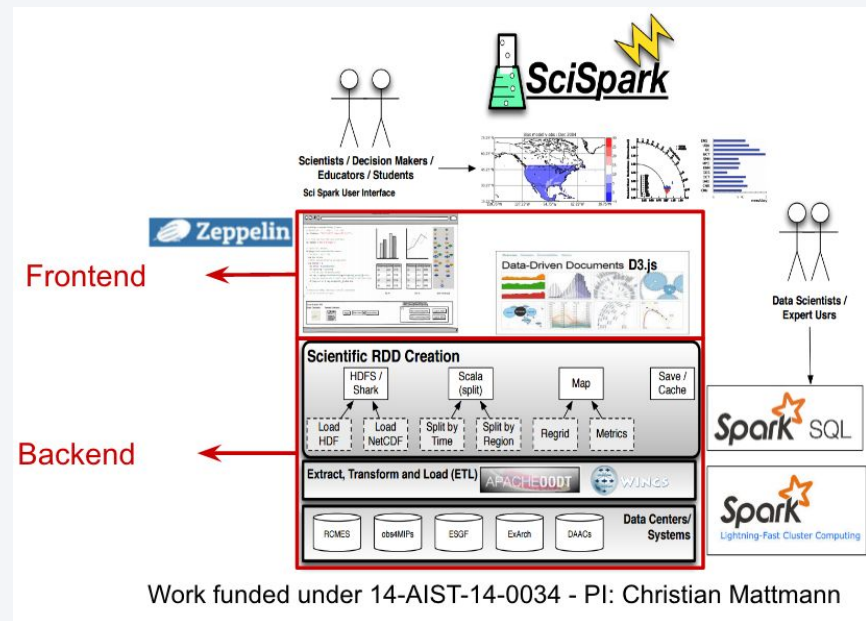 SciSpark
Scientists / Decision Makers /
Educators / Students
Sci Spark User Interface
Zeppelin
Frontend
Data-Driven Documents D3.js
Data Scientists /
Expert Usrs
Scientific RDD Creation
HDFS /
Shark
Scala
(split)
Map
Save /
Cache
Load
HDF
Load
NetCDF
Split by
Time
Split by
Region
Regrid
Metrics
Spark SQL
Backend
Extract, Transform and Load (ETL)
APACHE OODT
WINGS
Data Centers/
Systems
RCMES
obs4MIPs
ESGF
ExArch
DAACs
Spark
Lightning-Fast Cluster Computing
Work funded under 14-AIST-14-0034 - PI: Christian Mattmann